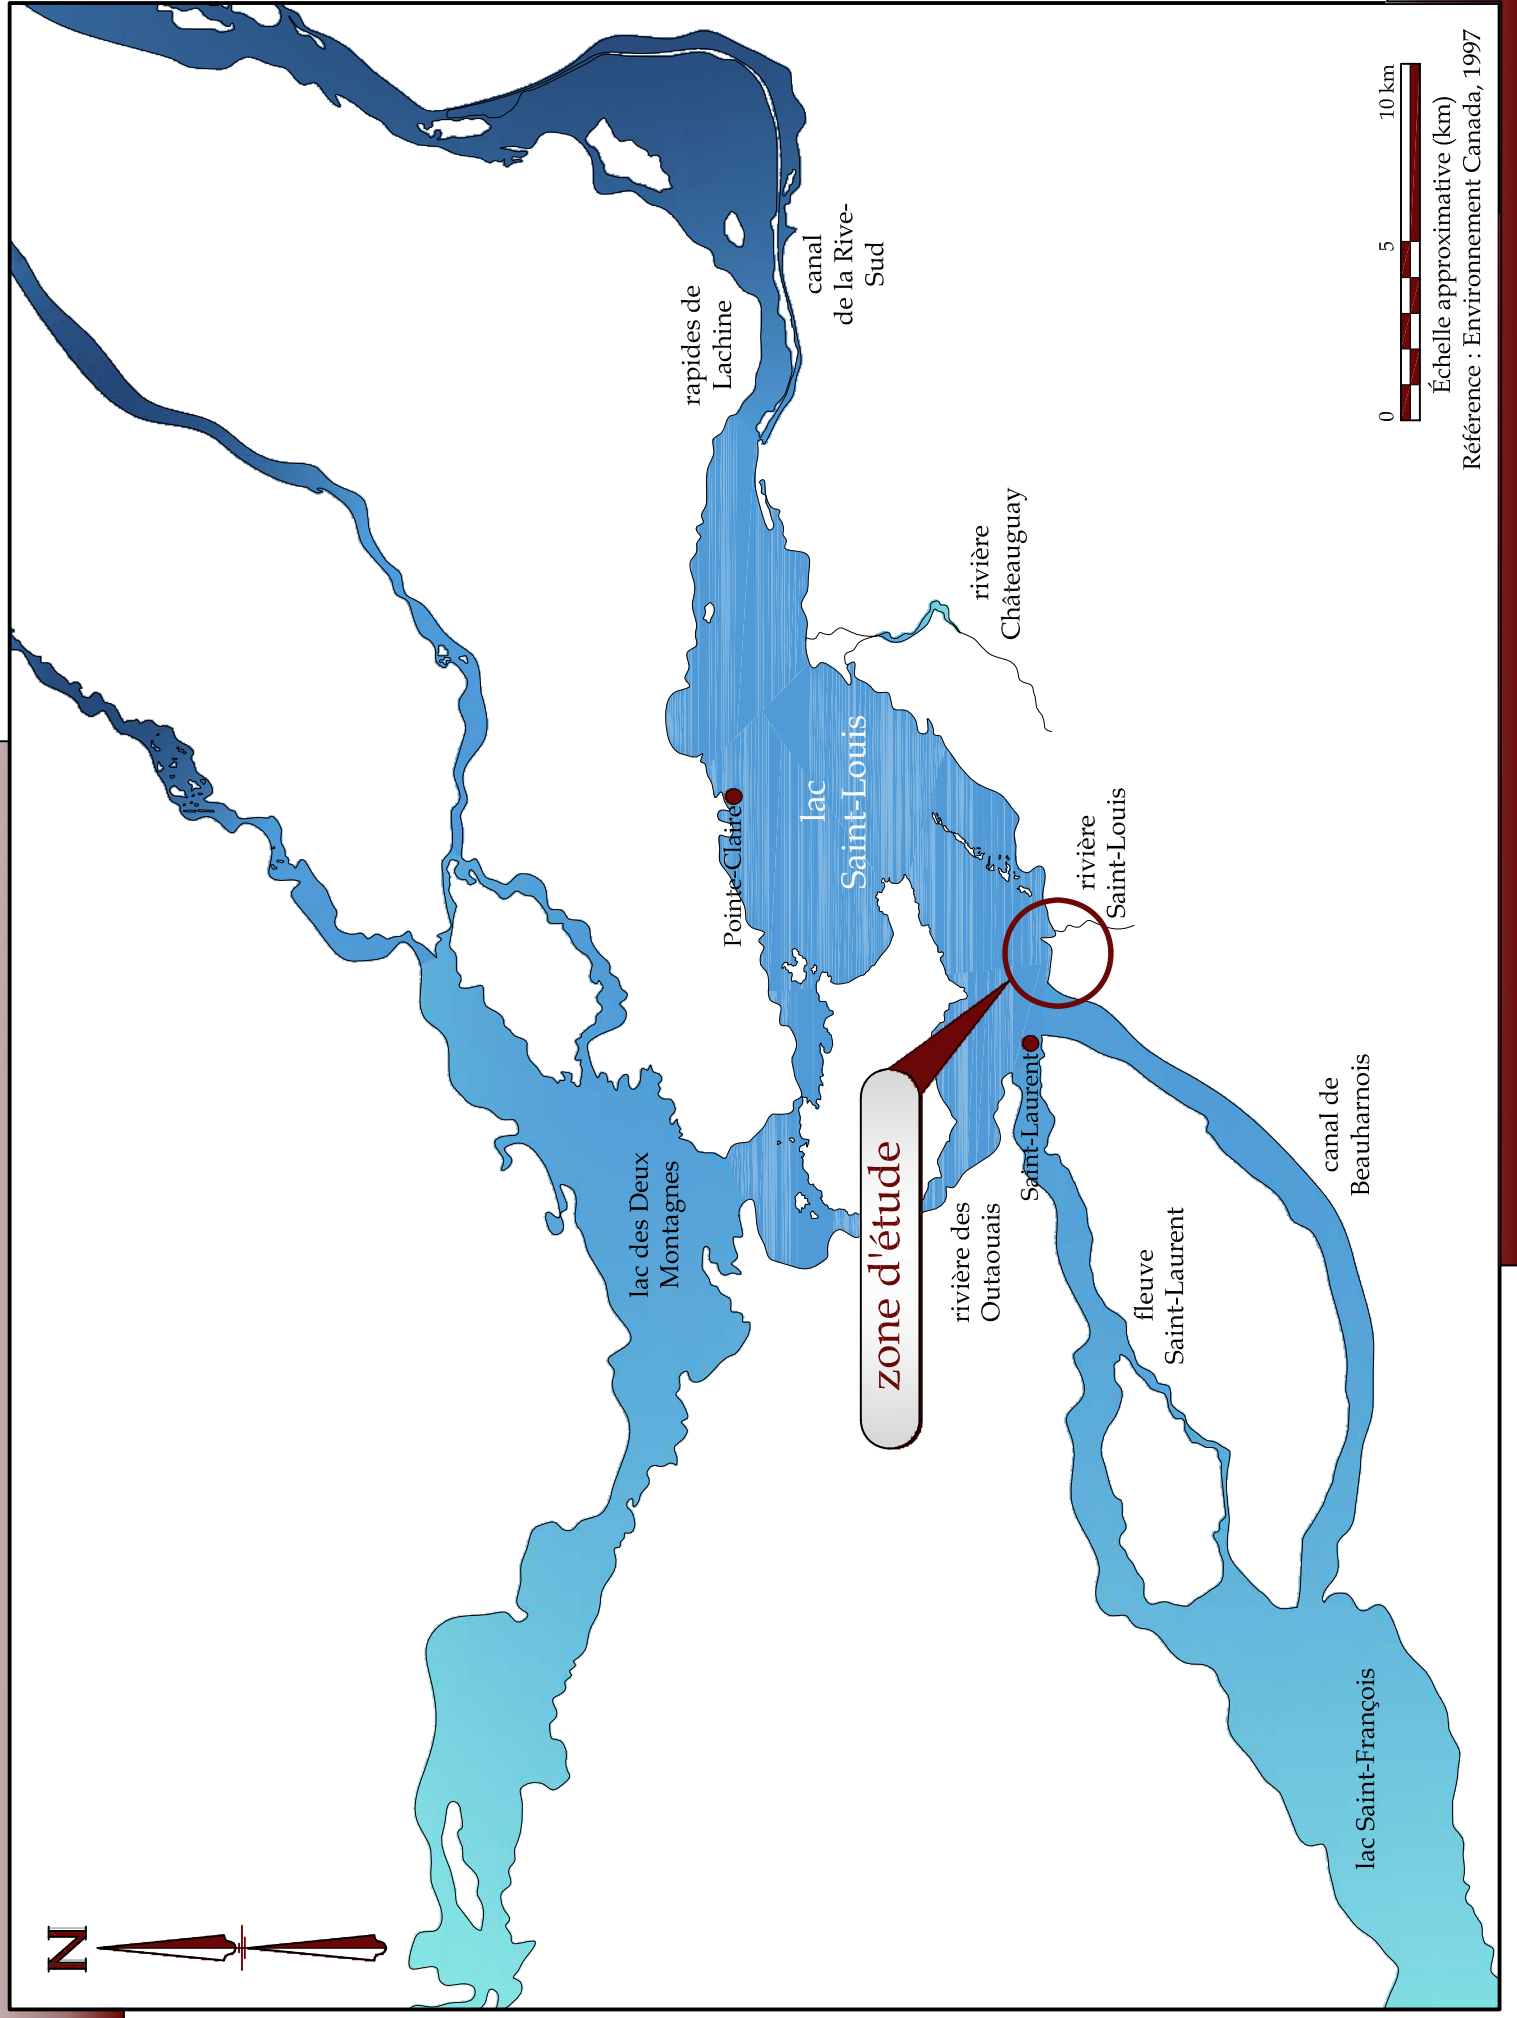 N
lac des Deux
Montagnes
rapides de
Lachine
canal
de la Rive-
Sud
Pointe-Claire
lac
Saint-Louis
rivière
Châteauguay
zone d'étude
rivière des
Outaouais
Saint-Laurent
rivière
Saint-Louis
fleuve
Saint-Laurent
canal de
Beauharnois
lac Saint-François
0 5 10 km
Échelle approximative (km)
Référence : Environnement Canada, 1997